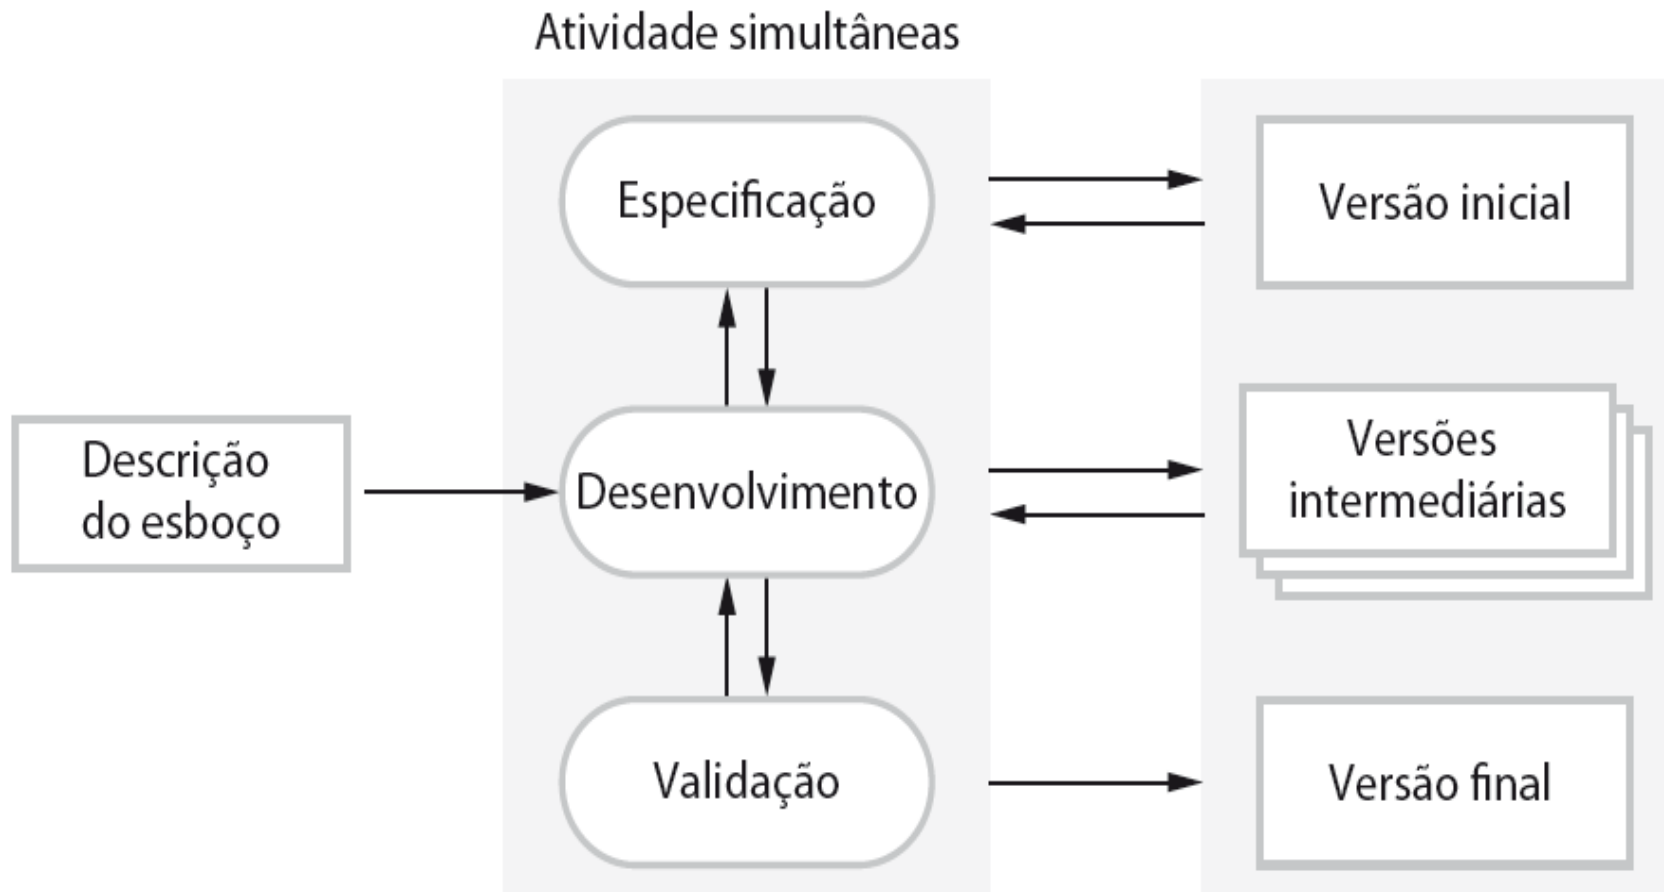 Atividade simultâneas
Especificação
Versão inicial
Descrição
do esboço
Desenvolvimento
Versões
intermediárias
Validação
Versão final